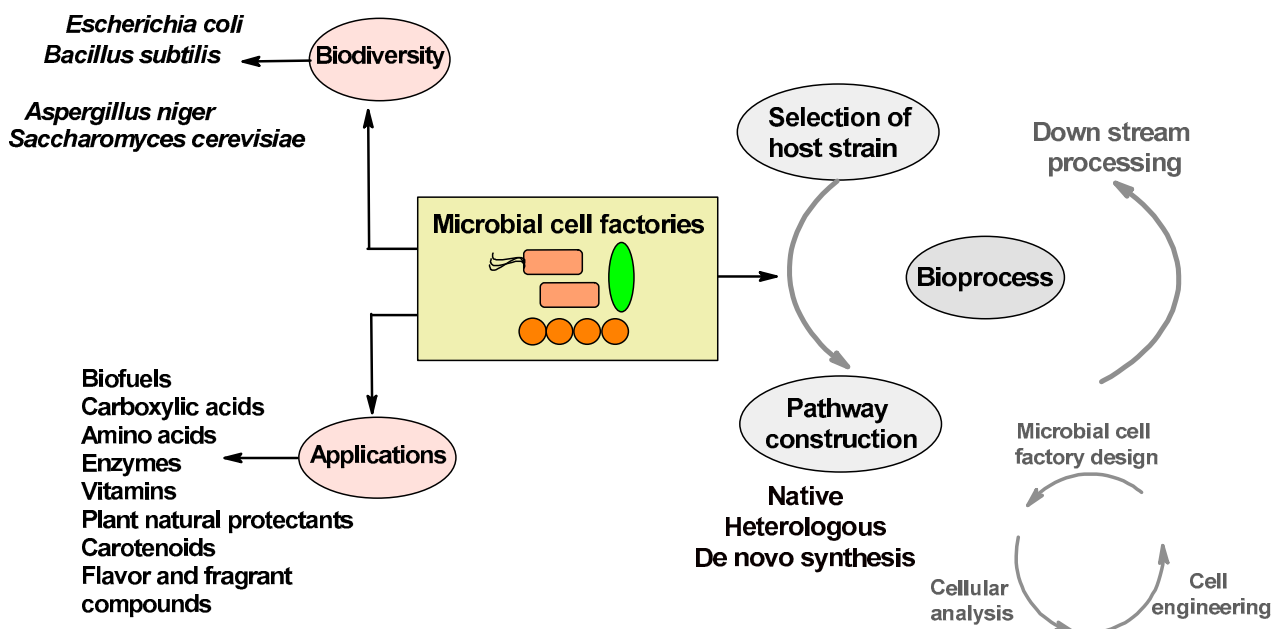 Escherichia coli
Bacillus subtilis
Aspergillus niger
Saccharomyces cerevisiae
Biodiversity
Microbial cell factories
Applications
Biofuels
Carboxylic acids
Amino acids
Enzymes
Vitamins
Plant natural protectants
Carotenoids
Flavor and fragrant
compounds
Selection of
host strain
Pathway
construction
Native
Heterologous
De novo synthesis
Bioprocess
Down stream
processing
Microbial cell
factory design
Cellular
analysis
Cell
engineering